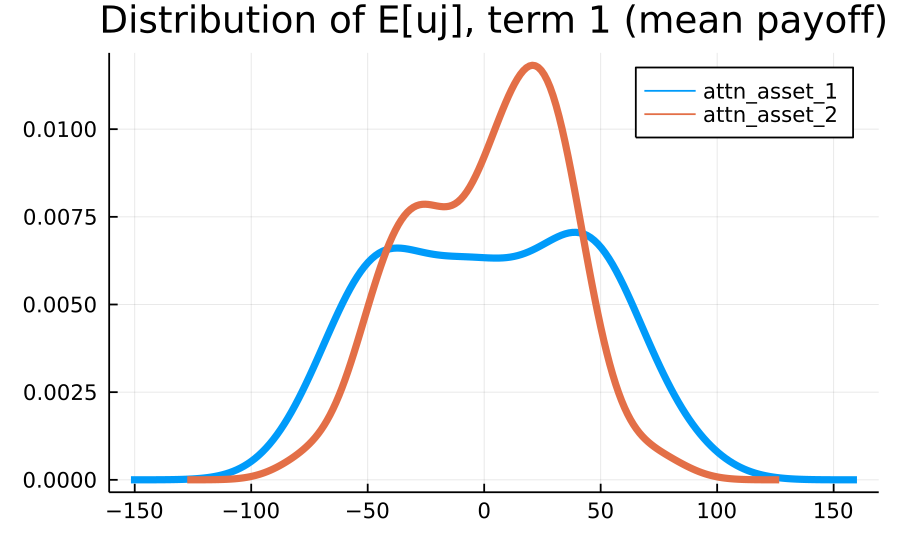 Distribution of E[uj], term 1 (mean payoff)
attn_asset_1
attn_asset_2
0.0100
0.0075
0.0050
0.0025
0.0000
−150 −100 −50 0 50 100 150